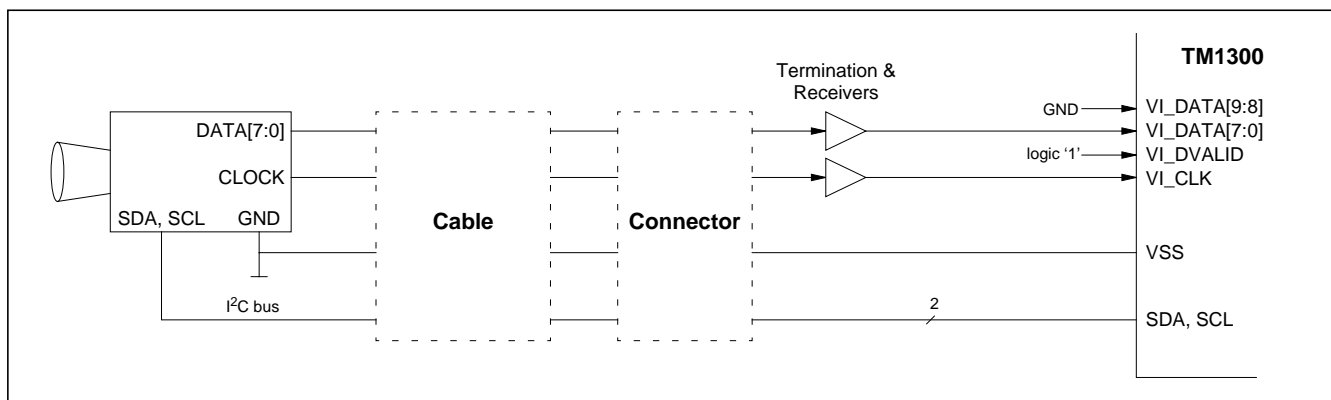 TM1300
Termination &
Receivers
GND
VI_DATA[9:8]
DATA[7:0]
VI_DATA[7:0]
logic ‘1’
VI_DVALID
CLOCK
VI_CLK
SDA, SCL
GND
Cable
Connector
VSS
I²C bus
2
SDA, SCL